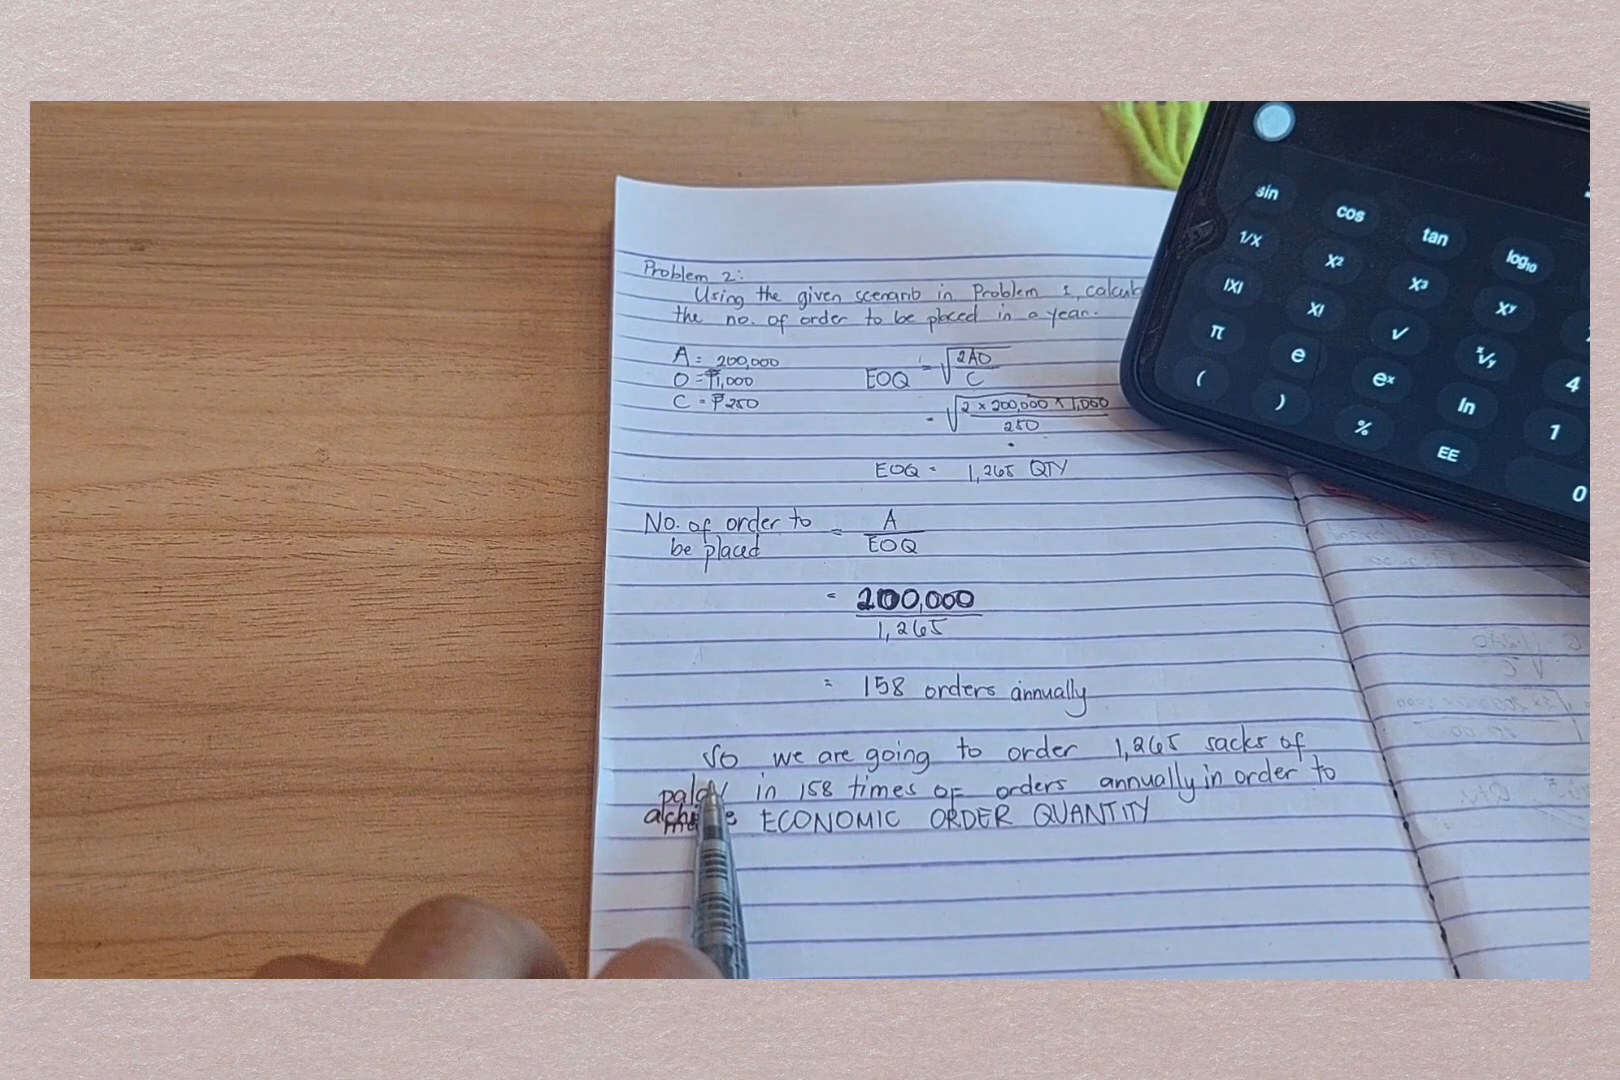 Problem 2:
Using the given scenario in Problem 1, calcula
the no. of order to be placed in a year.
A = 200,000
O = ₱1,000
C = ₱250
EOQ = √2AO
C
= √2 x 200,000 x 1,000
250
EOQ = 1,265 QTY
No. of order to be placed = A
EOQ
= 200,000
1,265
= 158 orders annually
So we are going to order 1,265 sacks of
palay in 158 times of orders annually in order to
ECONOMIC ORDER QUANTITY
sin
cos
tan
log10
1/X
X²
X³
Xʸ
|X|
X!
✓
ˣ√y
π
e
eˣ
ln
4
(
)
%
EE
1
0